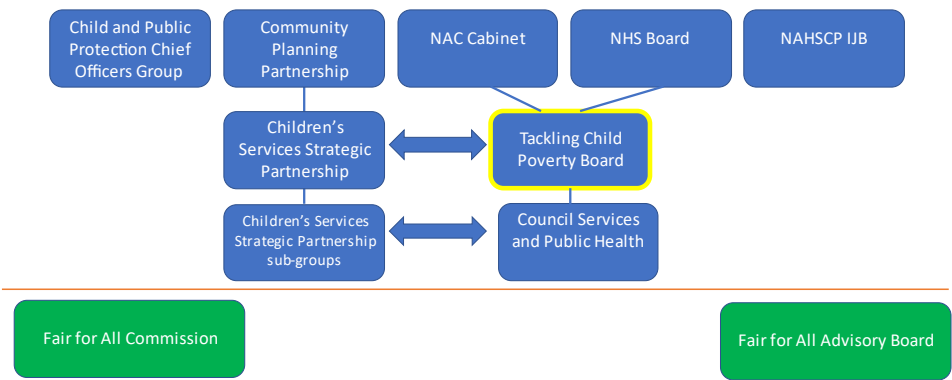 Child and Public
Protection Chief
Officers Group
Community
Planning
Partnership
NAC Cabinet
NHS Board
NAHSCP IJB
Children’s
Services Strategic
Partnership
Tackling Child
Poverty Board
Children’s Services
Strategic Partnership
sub-groups
Council Services
and Public Health
Fair for All Commission
Fair for All Advisory Board